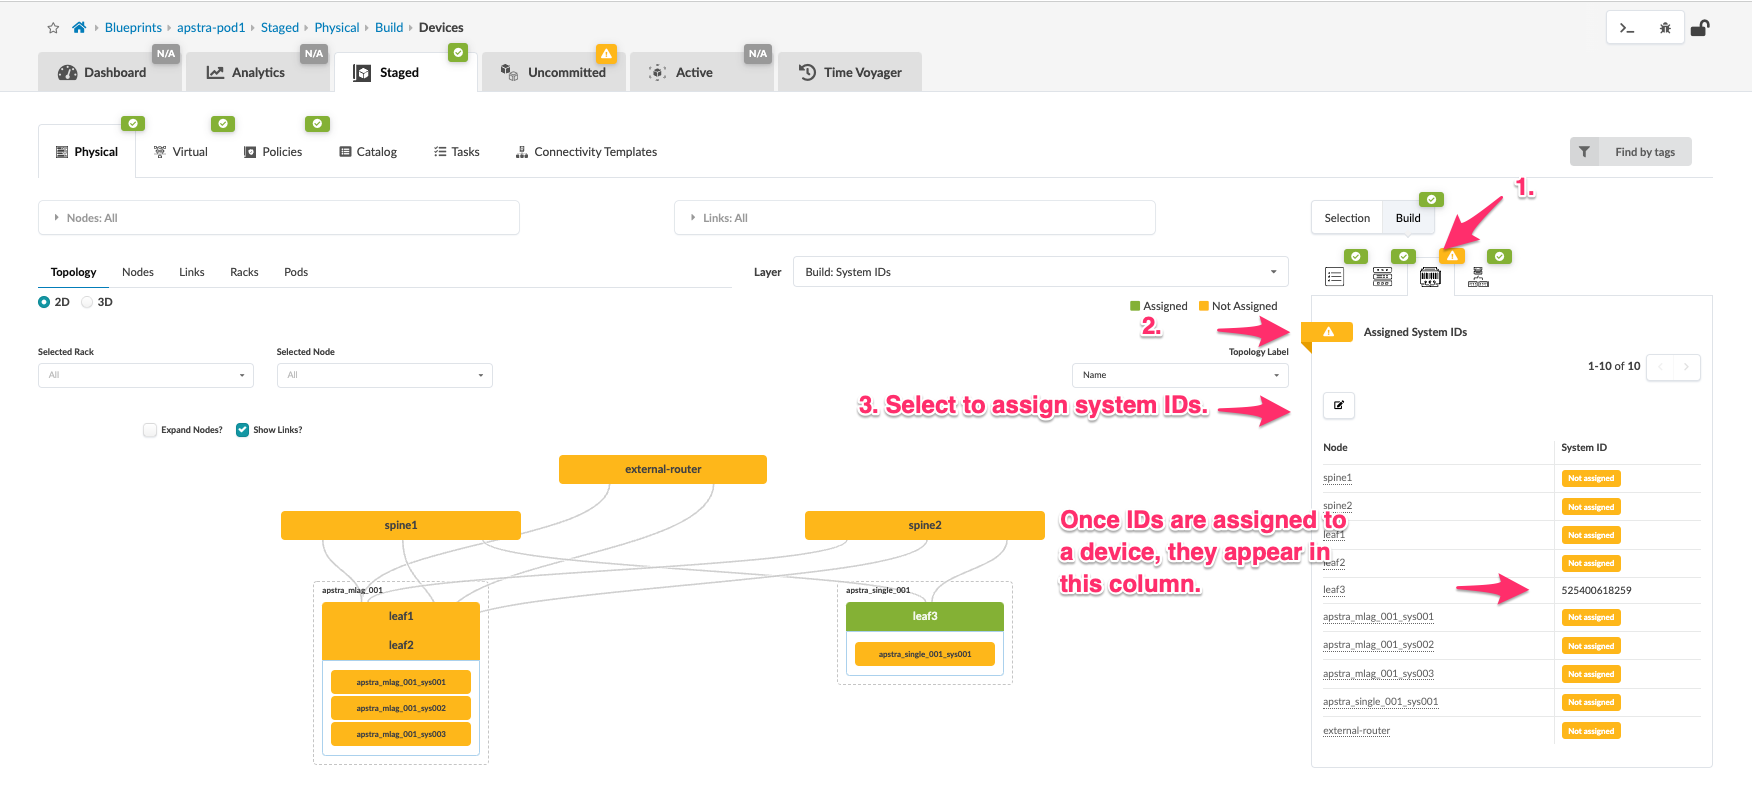 Blueprints apstra-pod1 Staged Physical Build Devices
>_
N/A N/A N/A
Dashboard Analytics Staged Uncommitted Active Time Voyager
Physical Virtual Policies Catalog Tasks Connectivity Templates Find by tags
1.
Nodes: All Links: All Selection Build
Topology Nodes Links Racks Pods Layer Build: System IDs
2D 3D
Assigned Not Assigned
2.
Assigned System IDs
Selected Rack Selected Node Topology Label
1-10 of 10
All All Name
3. Select to assign system IDs.
Expand Nodes? Show Links?
Node System ID
external-router
spine1 Not assigned
spine2 Not assigned
spine1 spine2
Once IDs are assigned to
a device, they appear in
this column.
leaf1 Not assigned
leaf2 Not assigned
leaf3 525400618259
apstra_mlag_001 apstra_single_001
leaf1 leaf3
leaf2
apstra_single_001_sys001
apstra_mlag_001_sys001
apstra_mlag_001_sys002
apstra_mlag_001_sys003
apstra_mlag_001_sys001 Not assigned
apstra_mlag_001_sys002 Not assigned
apstra_mlag_001_sys003 Not assigned
apstra_single_001_sys001 Not assigned
external-router Not assigned